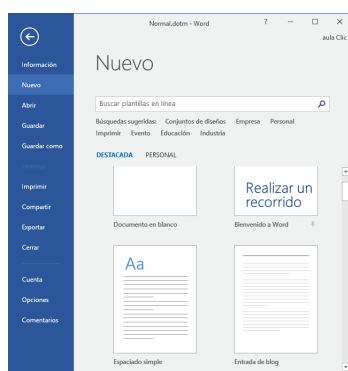 Normal.dotm - Word
?
aula Clic
Información
Nuevo
Abrir
Guardar
Guardar como
Imprimir
Compartir
Exportar
Cerrar
Cuenta
Opciones
Comentarios
Nuevo
Buscar plantillas en línea
Búsquedas sugeridas: Conjuntos de diseños Empresa Personal
Imprimir Evento Educación Industria
DESTACADA PERSONAL
Documento en blanco
Realizar un
recorrido
Bienvenido a Word
Aa
Espaciado simple
Entrada de blog